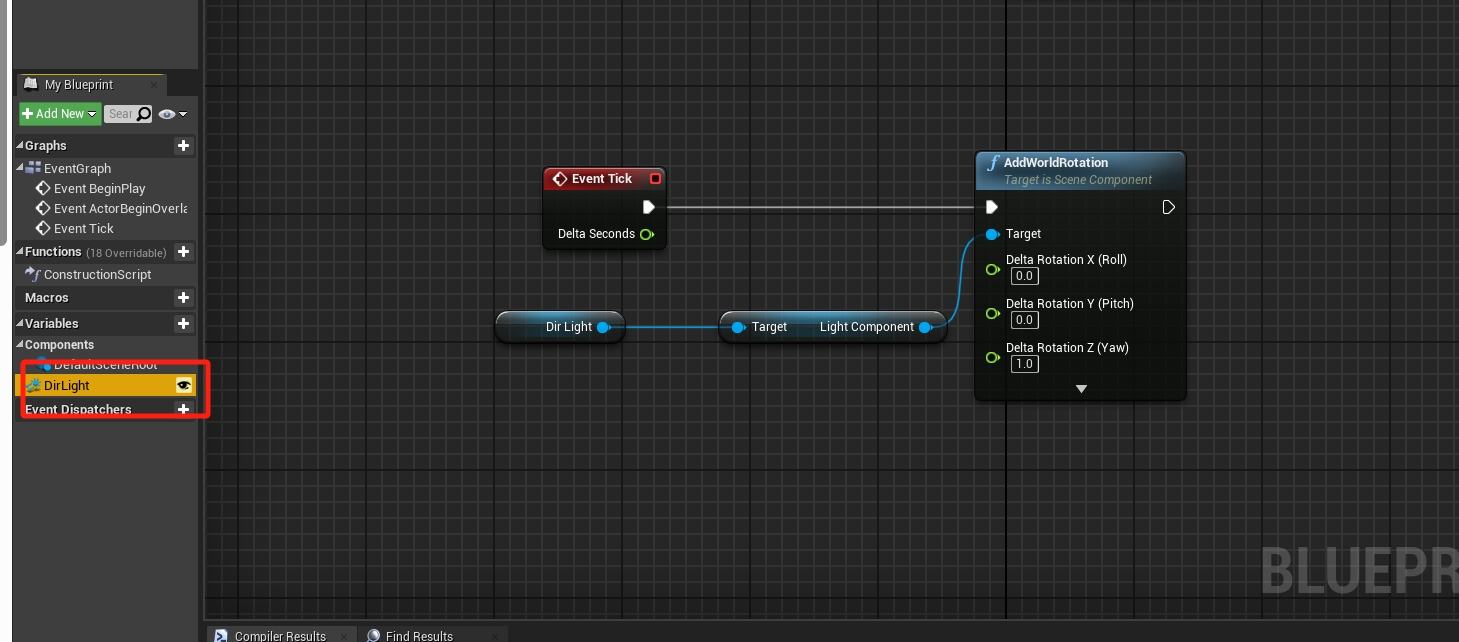 My Blueprint
Add New
Sear
Graphs
EventGraph
Event BeginPlay
Event ActorBeginOverla
Event Tick
Functions (18 Overridable)
ConstructionScript
Macros
Variables
Components
DefaultSceneRoot
DirLight
Event Dispatchers
Event Tick
Delta Seconds
Dir Light
Target Light Component
f AddWorldRotation
Target is Scene Component
Target
Delta Rotation X (Roll)
0.0
Delta Rotation Y (Pitch)
0.0
Delta Rotation Z (Yaw)
1.0
BLUEPR
Compiler Results
Find Results